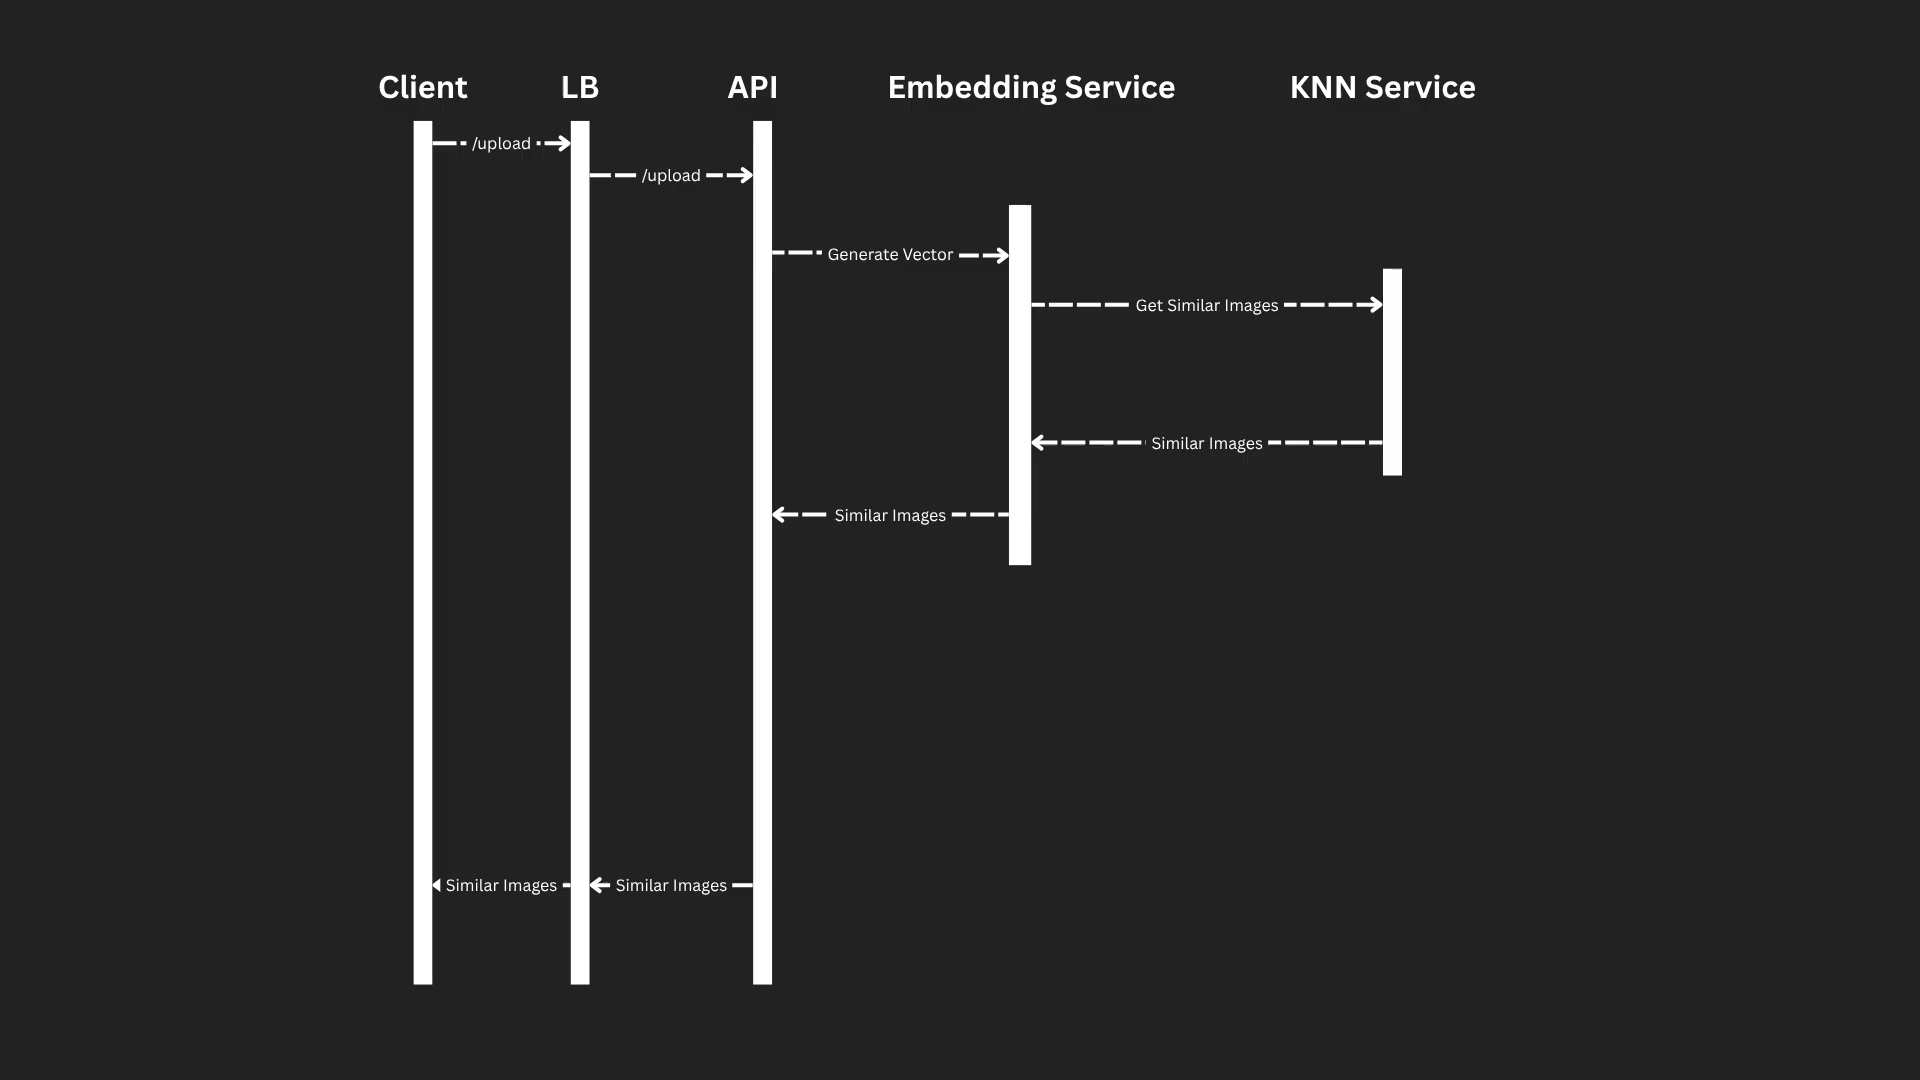 Client
LB
API
Embedding Service
KNN Service
/upload
/upload
Generate Vector
Get Similar Images
Similar Images
Similar Images
Similar Images
Similar Images